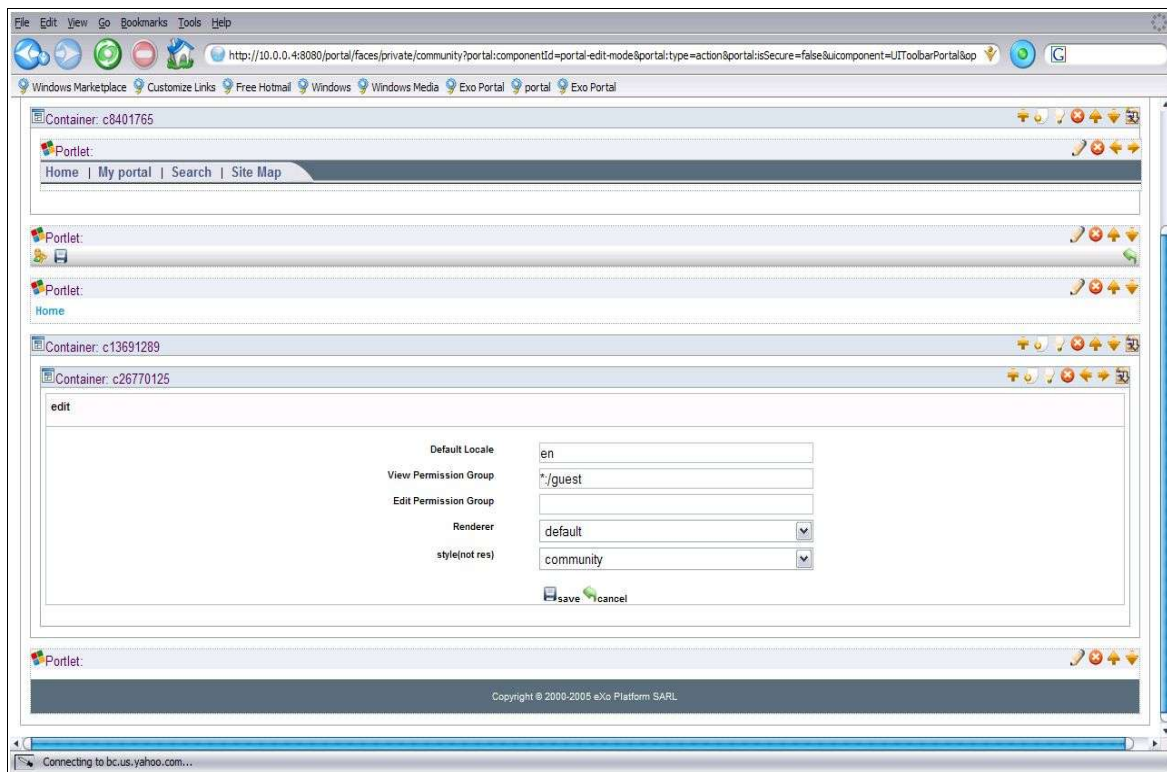 File Edit View Go Bookmarks Tools Help
http://10.0.0.4:8080/portal/faces/private/community?portal:componentId=portal-edit-mode&portal:type=action&portal:isSecure=false&uicomponent=UIToolbarPortal&op
G
Windows Marketplace Customize Links Free Hotmail Windows Windows Media Exo Portal portal Exo Portal
Container: c8401765
Portlet:
Home | My portal | Search | Site Map
Portlet:
Portlet:
Home
Container: c13691289
Container: c26770125
edit
Default Locale en
View Permission Group *:/guest
Edit Permission Group
Renderer default
style(not res) community
save cancel
Portlet:
Copyright © 2000-2005 eXo Platform SARL
Connecting to bc.us.yahoo.com...